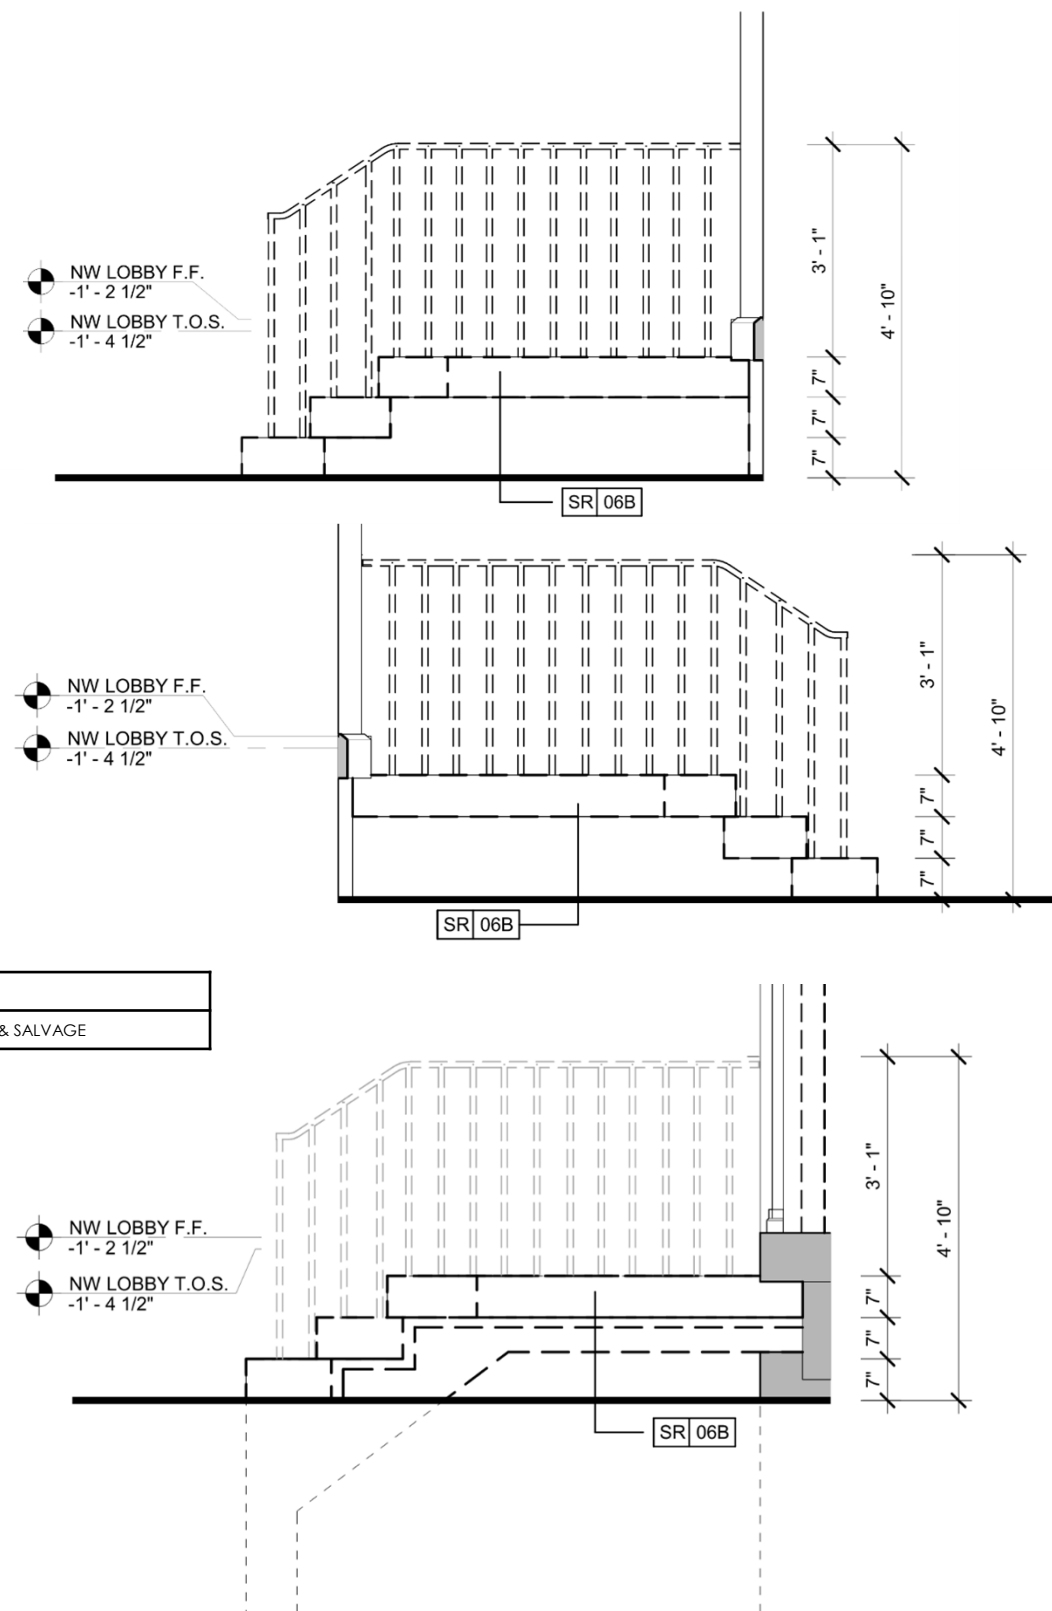 NW LOBBY F.F.
-1' - 2 1/2"
NW LOBBY T.O.S.
-1' - 4 1/2"
3' - 1"
4' - 10"
7"
7"
7"
SR 06B
NW LOBBY F.F.
-1' - 2 1/2"
NW LOBBY T.O.S.
-1' - 4 1/2"
3' - 1"
4' - 10"
7"
7"
7"
SR 06B
& SALVAGE
NW LOBBY F.F.
-1' - 2 1/2"
NW LOBBY T.O.S.
-1' - 4 1/2"
3' - 1"
4' - 10"
7"
7"
7"
SR 06B